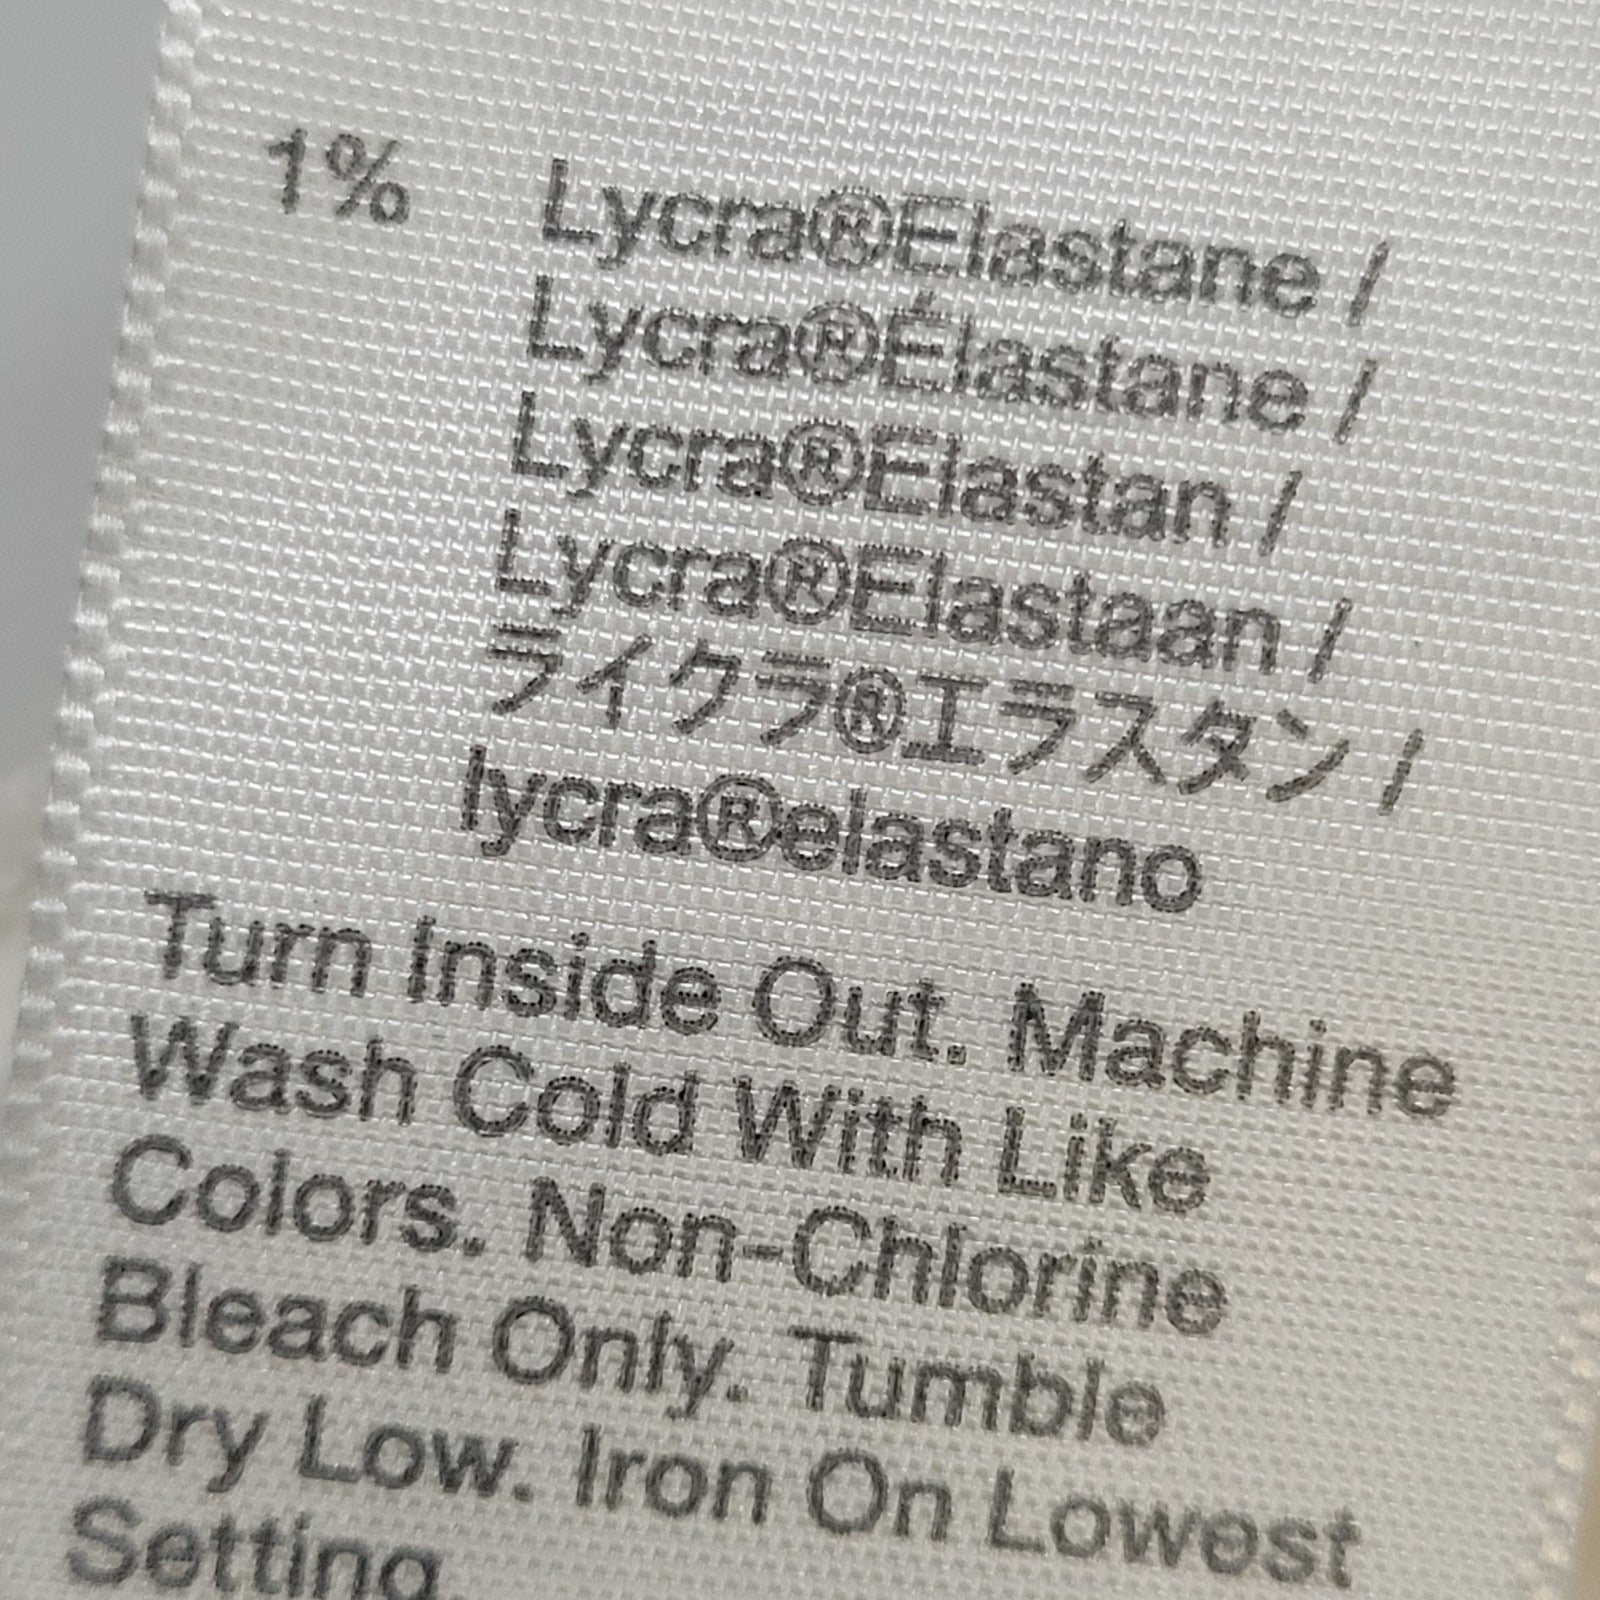 1% Lycra®Elastane /
Lycra®Élastane /
Lycra®Elastan /
Lycra®Elastaan /
ライクラ®エラスタン /
lycra®elastano
Turn Inside Out. Machine
Wash Cold With Like
Colors. Non-Chlorine
Bleach Only. Tumble
Dry Low. Iron On Lowest
Setting.